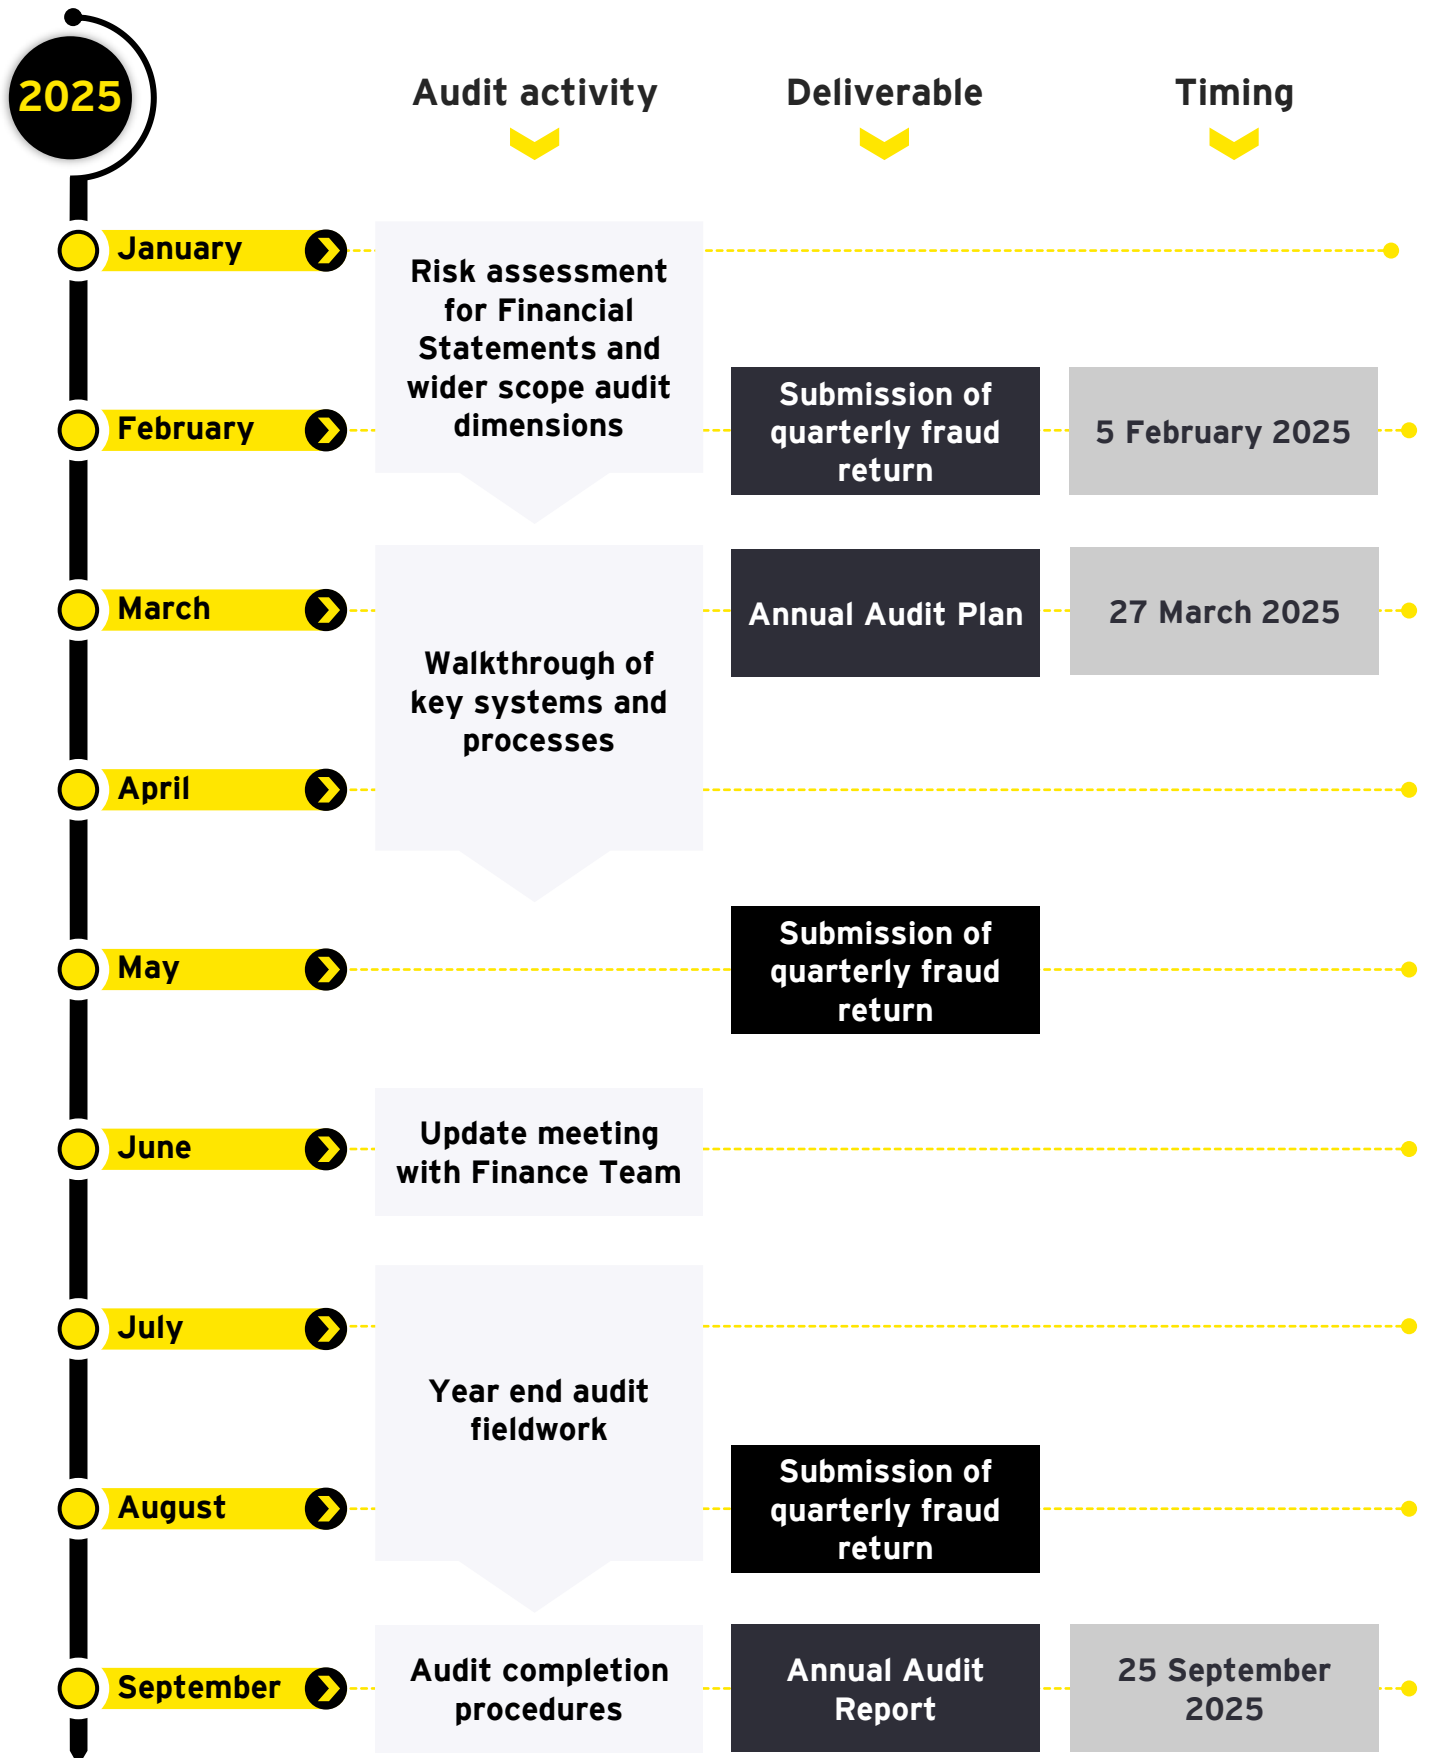 2025
Audit activity
Deliverable
Timing
January
Risk assessment
for Financial
Statements and
wider scope audit
dimensions
February
Submission of
quarterly fraud
return
5 February 2025
March
Annual Audit Plan
27 March 2025
Walkthrough of
key systems and
processes
April
May
Submission of
quarterly fraud
return
June
Update meeting
with Finance Team
July
Year end audit
fieldwork
August
Submission of
quarterly fraud
return
September
Audit completion
procedures
Annual Audit
Report
25 September
2025